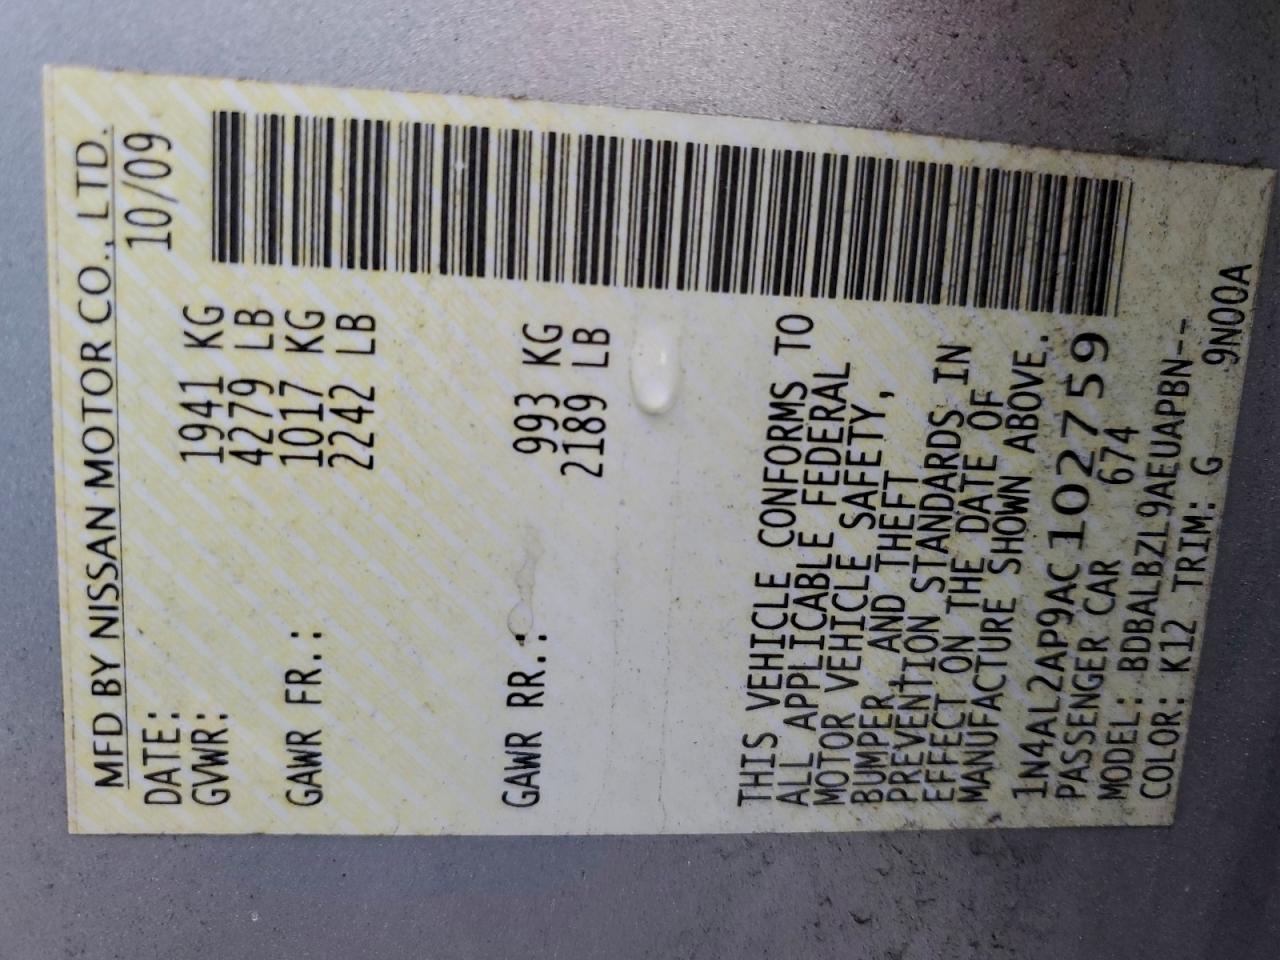 MFD BY NISSAN MOTOR CO., LTD.
DATE: 10/09
GVWR: 1941 KG
4279 LB
GAWR FR.: 1017 KG
2242 LB
GAWR RR.: 993 KG
2189 LB
THIS VEHICLE CONFORMS TO
ALL APPLICABLE FEDERAL
MOTOR VEHICLE SAFETY,
BUMPER, AND THEFT
PREVENTION STANDARDS IN
EFFECT ON THE DATE OF
MANUFACTURE SHOWN ABOVE.
1N4AL2AP9AC102759
PASSENGER CAR 674
MODEL: BDBALBZL9AEUAPBN--
COLOR: K12 TRIM: G 9N00A